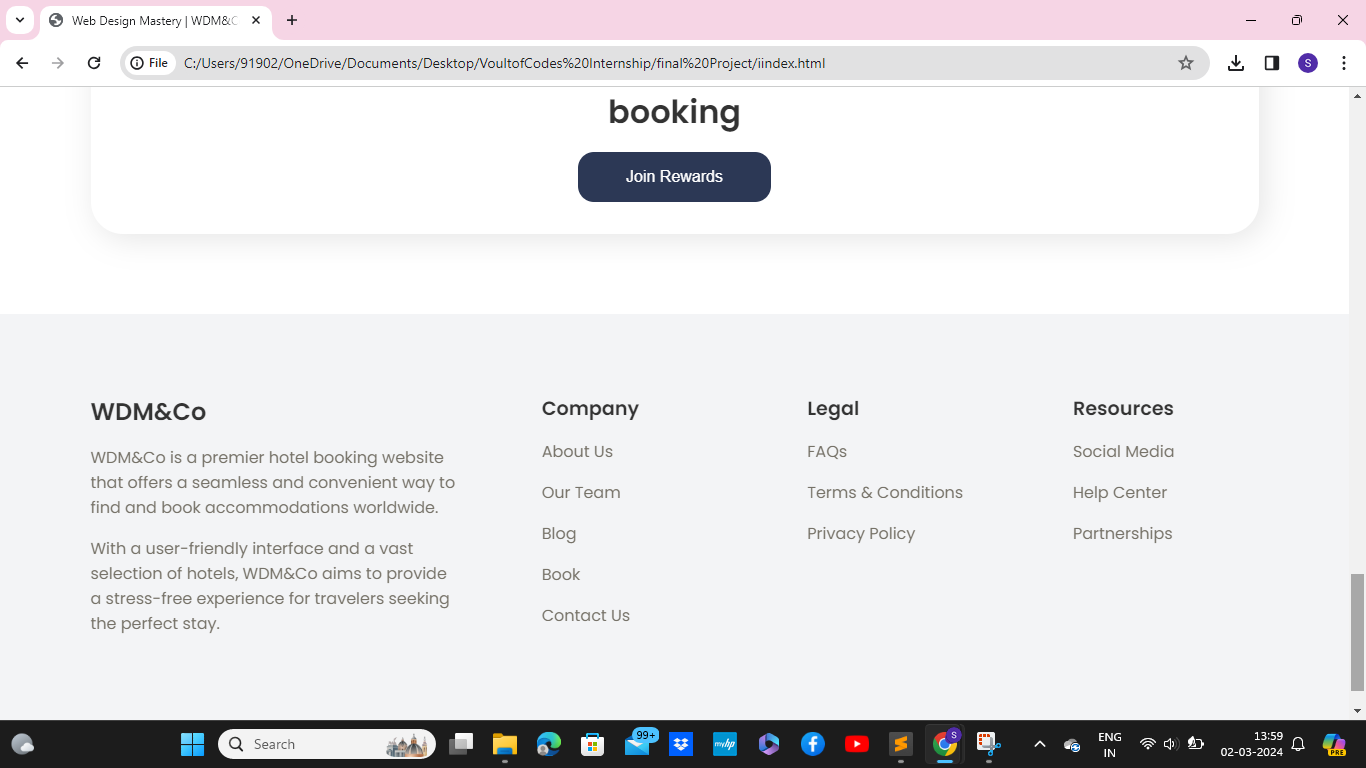 Web Design Mastery | WDM&C
File
C:/Users/91902/OneDrive/Documents/Desktop/VoultofCodes%20Internship/final%20Project/iindex.html
S
booking
Join Rewards
WDM&Co
WDM&Co is a premier hotel booking website
that offers a seamless and convenient way to
find and book accommodations worldwide.
With a user-friendly interface and a vast
selection of hotels, WDM&Co aims to provide
a stress-free experience for travelers seeking
the perfect stay.
Company
About Us
Our Team
Blog
Book
Contact Us
Legal
FAQs
Terms & Conditions
Privacy Policy
Resources
Social Media
Help Center
Partnerships
Search
99+
myhp
S
ENG
IN
13:59
02-03-2024
PRE